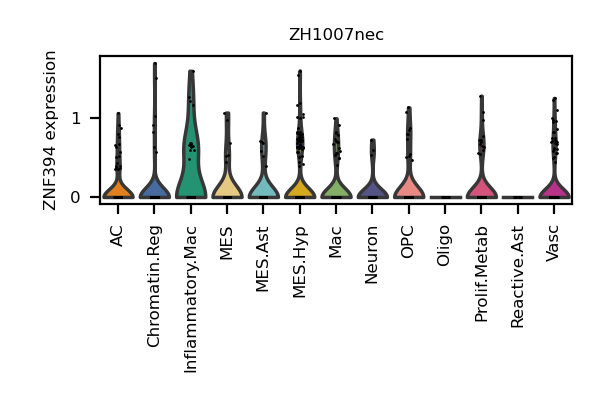 ZH1007nec
ZNF394 expression
1
0
AC
Chromatin.Reg
Inflammatory.Mac
MES
MES.Ast
MES.Hyp
Mac
Neuron
OPC
Oligo
Prolif.Metab
Reactive.Ast
Vasc